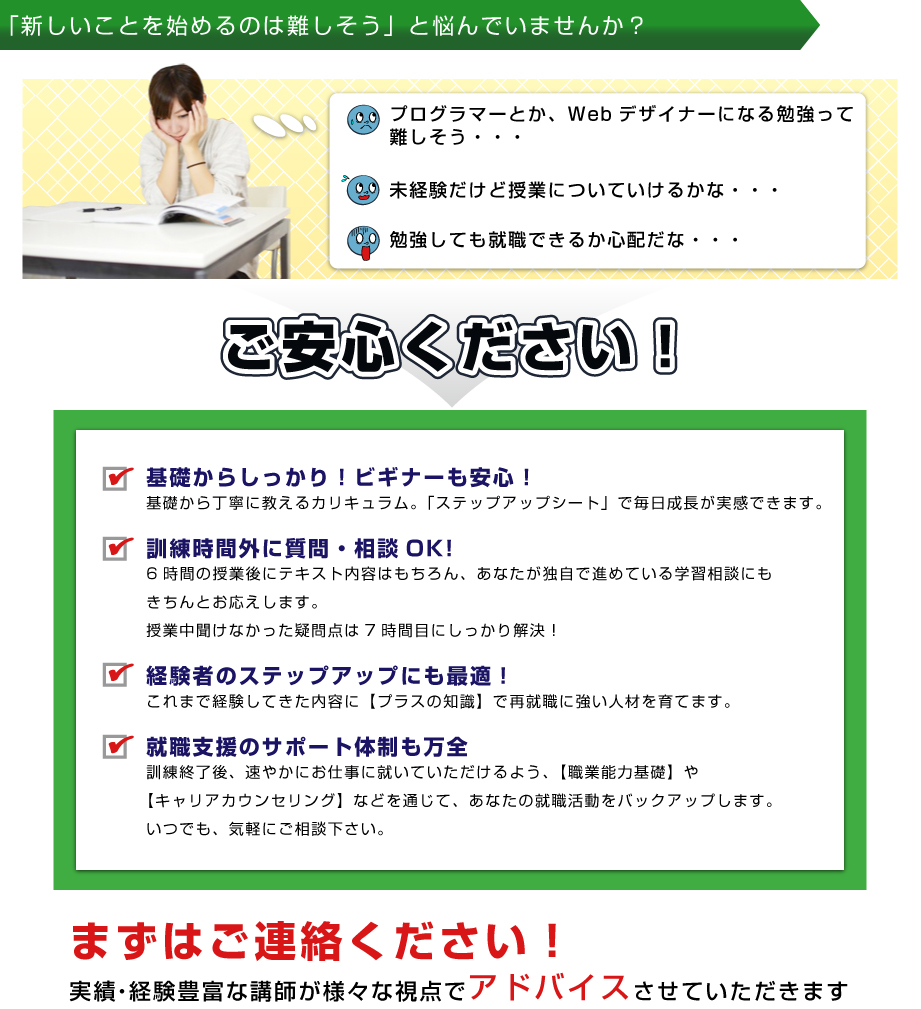 「新しいことを始めるのは難しそう」と悩んでいませんか？
プログラマーとか、Webデザイナーになる勉強って
難しそう・・・
未経験だけど授業についていけるかな・・・
勉強しても就職できるか心配だな・・・
ご安心ください！
基礎からしっかり！ビギナーも安心！
基礎から丁寧に教えるカリキュラム。「ステップアップシート」で毎日成長が実感できます。
訓練時間外に質問・相談OK!
6時間の授業後にテキスト内容はもちろん、あなたが独自で進めている学習相談にも
きちんとお応えします。
授業中聞けなかった疑問点は7時間目にしっかり解決！
経験者のステップアップにも最適！
これまで経験してきた内容に【プラスの知識】で再就職に強い人材を育てます。
就職支援のサポート体制も万全
訓練終了後、速やかにお仕事に就いていただけるよう、【職業能力基礎】や
【キャリアカウンセリング】などを通じて、あなたの就職活動をバックアップします。
いつでも、気軽にご相談下さい。
まずはご連絡ください！
実績･経験豊富な講師が様々な視点でアドバイスさせていただきます